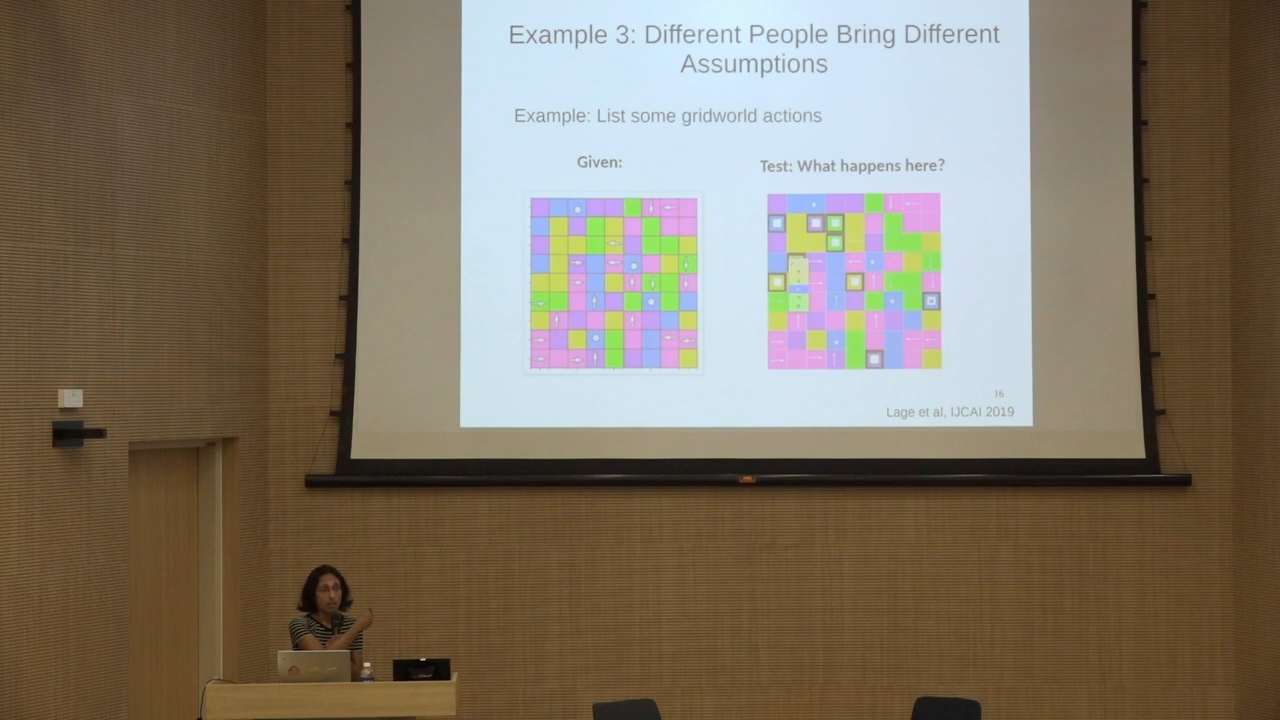 Example 3: Different People Bring Different
Assumptions
Example: List some gridworld actions
Given:
Test: What happens here?
16
Lage et al, IJCAI 2019